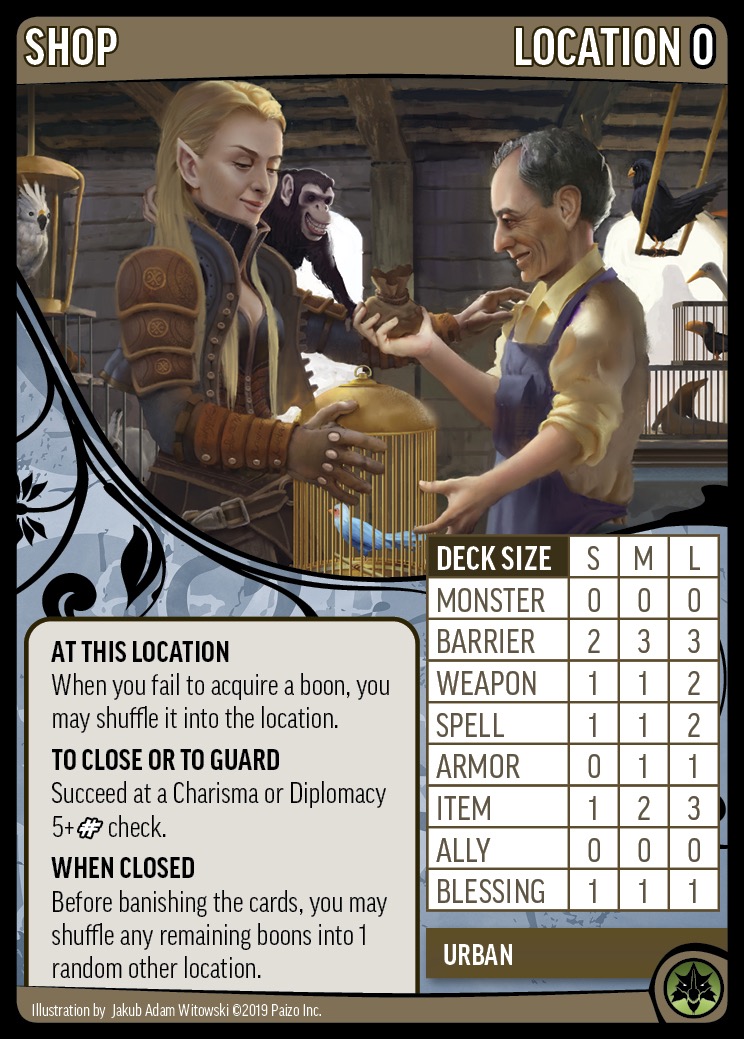 SHOP LOCATION 0
AT THIS LOCATION
When you fail to acquire a boon, you
may shuffle it into the location.
TO CLOSE OR TO GUARD
Succeed at a Charisma or Diplomacy
5+# check.
WHEN CLOSED
Before banishing the cards, you may
shuffle any remaining boons into 1
random other location.
DECK SIZE S M L
MONSTER 0 0 0
BARRIER 2 3 3
WEAPON 1 1 2
SPELL 1 1 2
ARMOR 0 1 1
ITEM 1 2 3
ALLY 0 0 0
BLESSING 1 1 1
URBAN
Illustration by Jakub Adam Witowski ©2019 Paizo Inc.